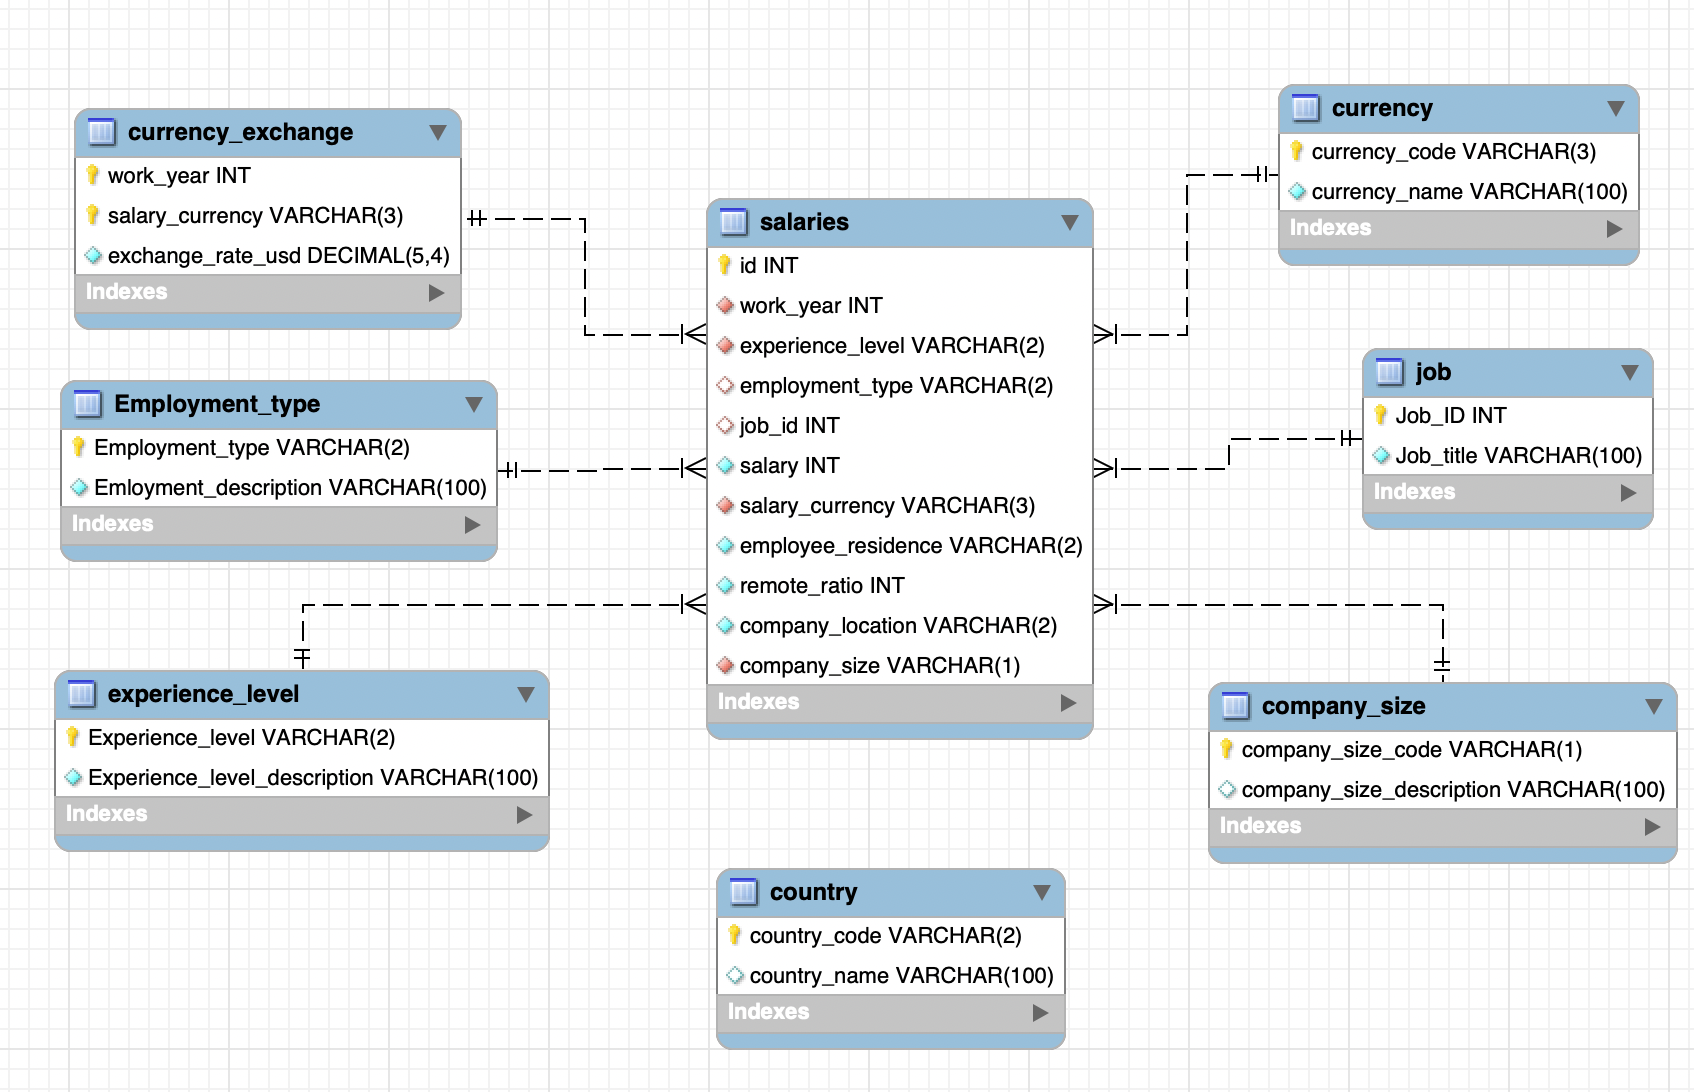 currency_exchange
work_year INT
salary_currency VARCHAR(3)
exchange_rate_usd DECIMAL(5,4)
Indexes
Employment_type
Employment_type VARCHAR(2)
Emloyment_description VARCHAR(100)
Indexes
experience_level
Experience_level VARCHAR(2)
Experience_level_description VARCHAR(100)
Indexes
salaries
id INT
work_year INT
experience_level VARCHAR(2)
employment_type VARCHAR(2)
job_id INT
salary INT
salary_currency VARCHAR(3)
employee_residence VARCHAR(2)
remote_ratio INT
company_location VARCHAR(2)
company_size VARCHAR(1)
Indexes
country
country_code VARCHAR(2)
country_name VARCHAR(100)
Indexes
currency
currency_code VARCHAR(3)
currency_name VARCHAR(100)
Indexes
job
Job_ID INT
Job_title VARCHAR(100)
Indexes
company_size
company_size_code VARCHAR(1)
company_size_description VARCHAR(100)
Indexes